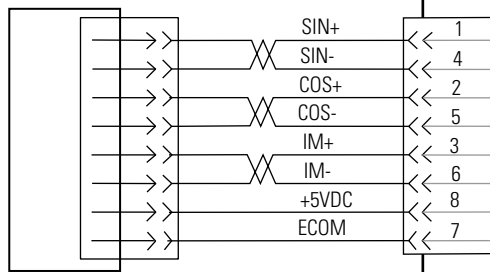 SIN+ 1
SIN- 4
COS+ 2
COS- 5
IM+ 3
IM- 6
+5VDC 8
ECOM 7